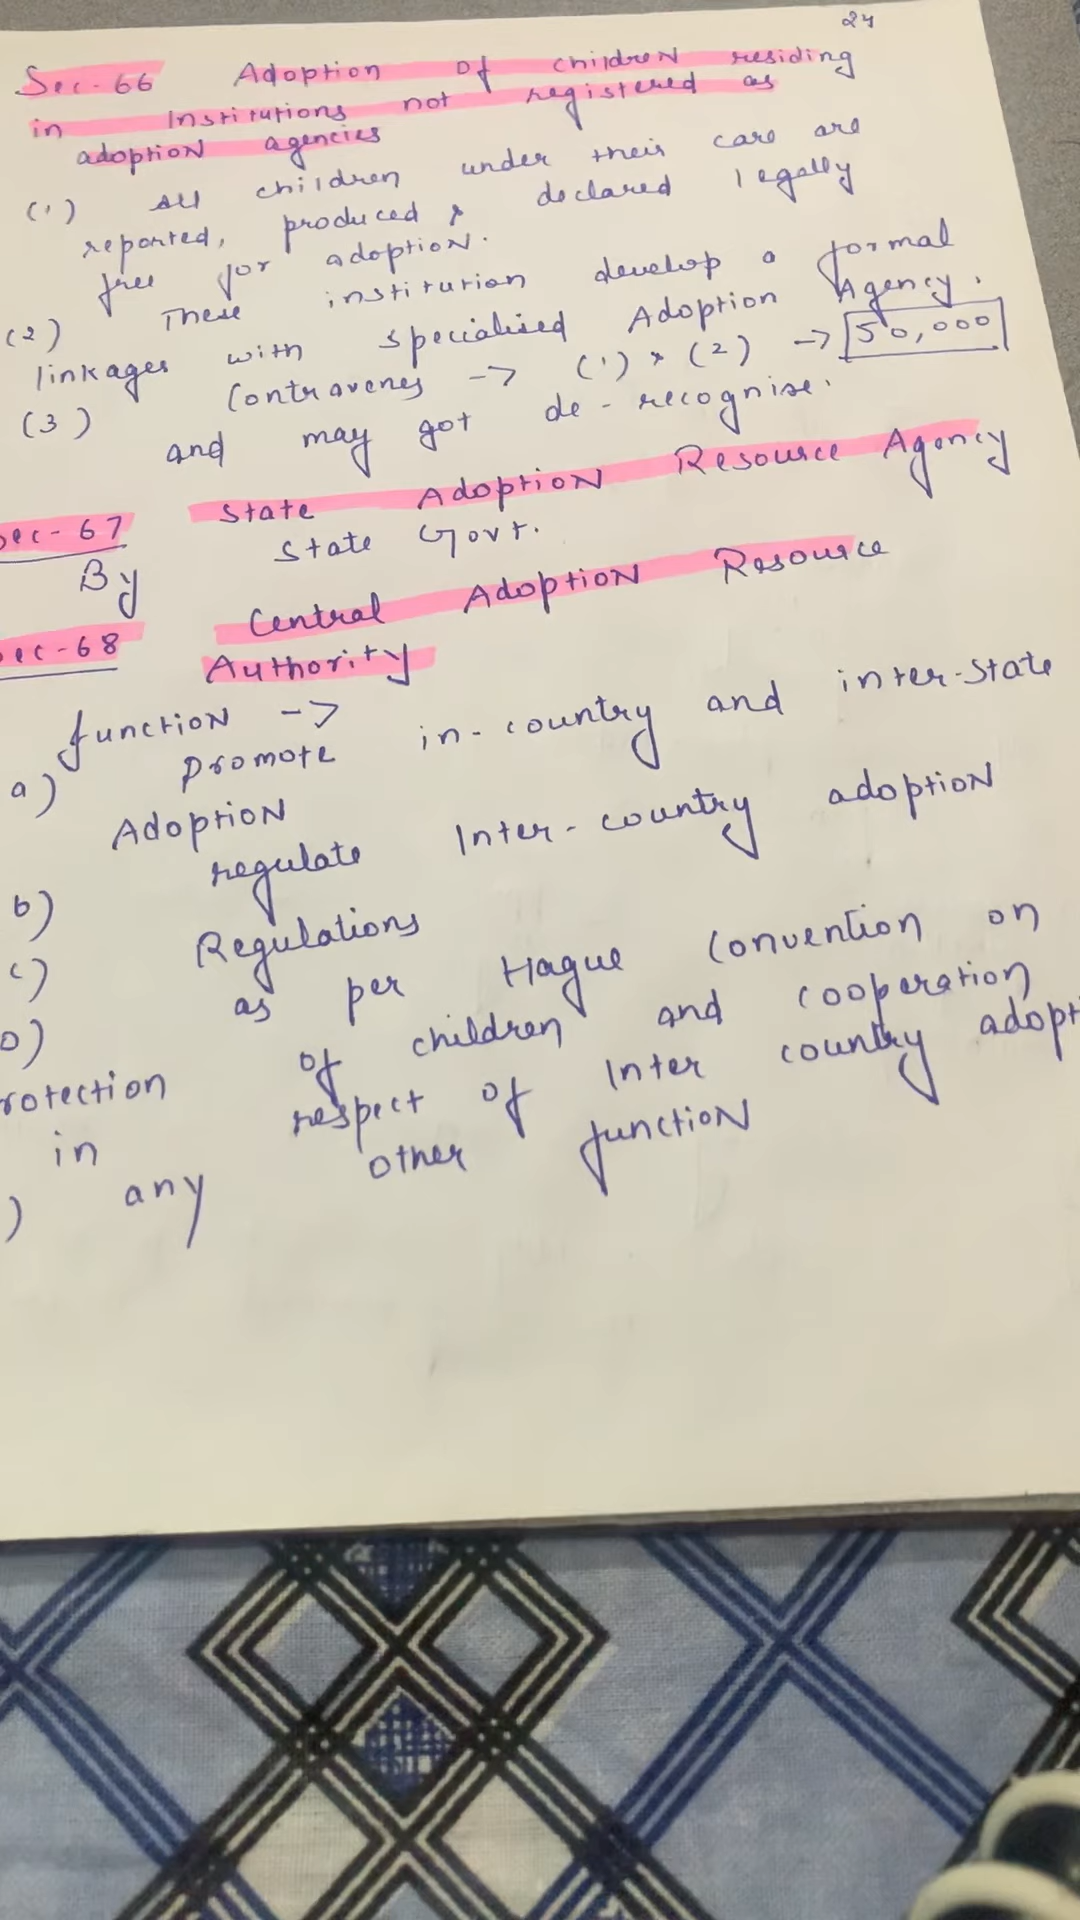 24
Sec-66 Adoption of children residing
in Institutions not registered as
adoption agencies
(1) All children under their care are
reported, produced & declared legally
free for adoption.
(2) These institution develop a formal
linkages with specialised Adoption Agency.
(3) Contravenes -> (1) & (2) -> 50,000
and may got de-recognise.
ec-67 State Adoption Resource Agency
By State Govt.
ec-68 Central Adoption Resource
Authority
function ->
a) promote in-country and inter-state
Adoption
b) regulate Inter-country adoption
c) Regulations
D) as per Hague Convention on
rotection of children and cooperation
in respect of Inter country adopt
) any other function